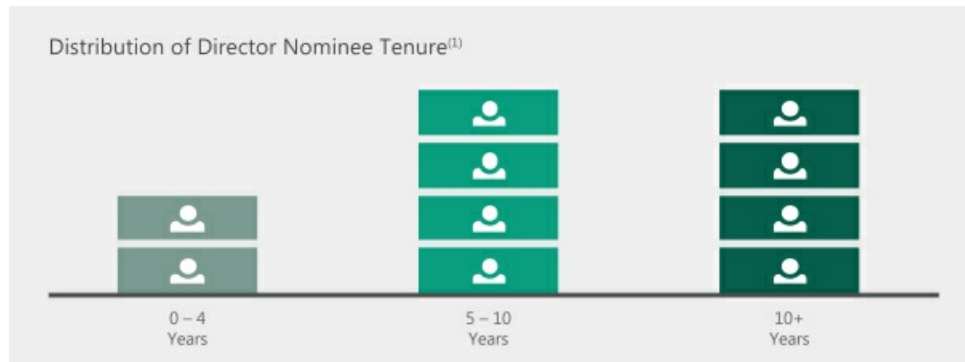 Distribution of Director Nominee Tenure(1)
0 – 4
Years
5 – 10
Years
10+
Years